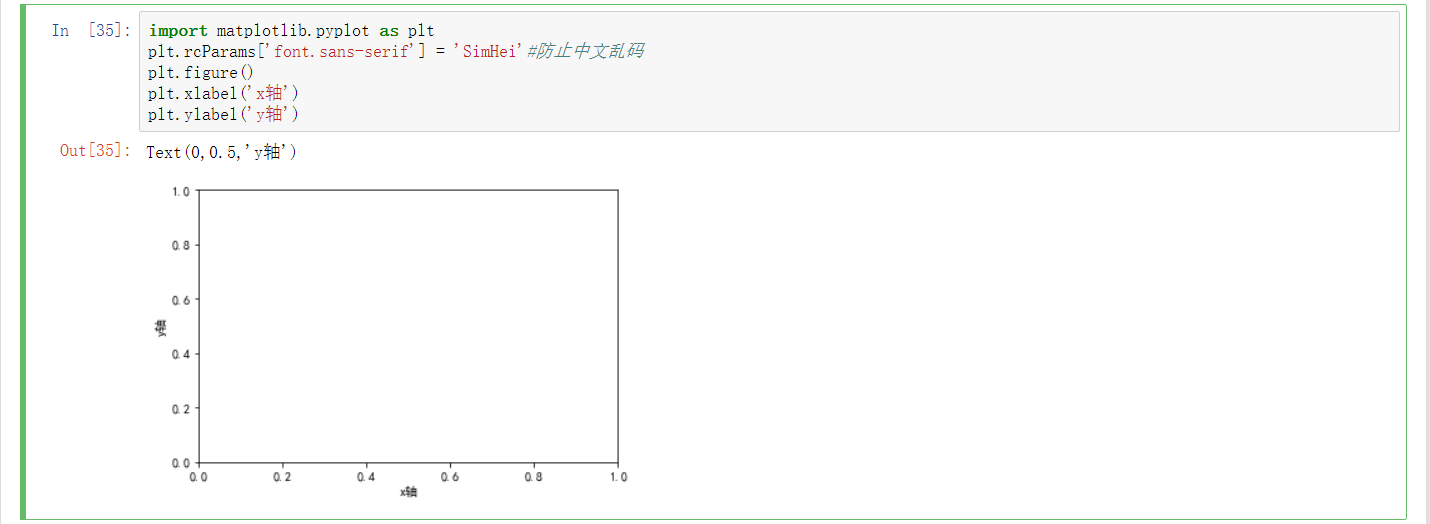 In [35]: import matplotlib.pyplot as plt
plt.rcParams['font.sans-serif'] = 'SimHei'#防止中文乱码
plt.figure()
plt.xlabel('x轴')
plt.ylabel('y轴')
Out[35]: Text(0,0.5,'y轴')
1.0
0.8
0.6
y轴
0.4
0.2
0.0
0.0 0.2 0.4 0.6 0.8 1.0
x轴